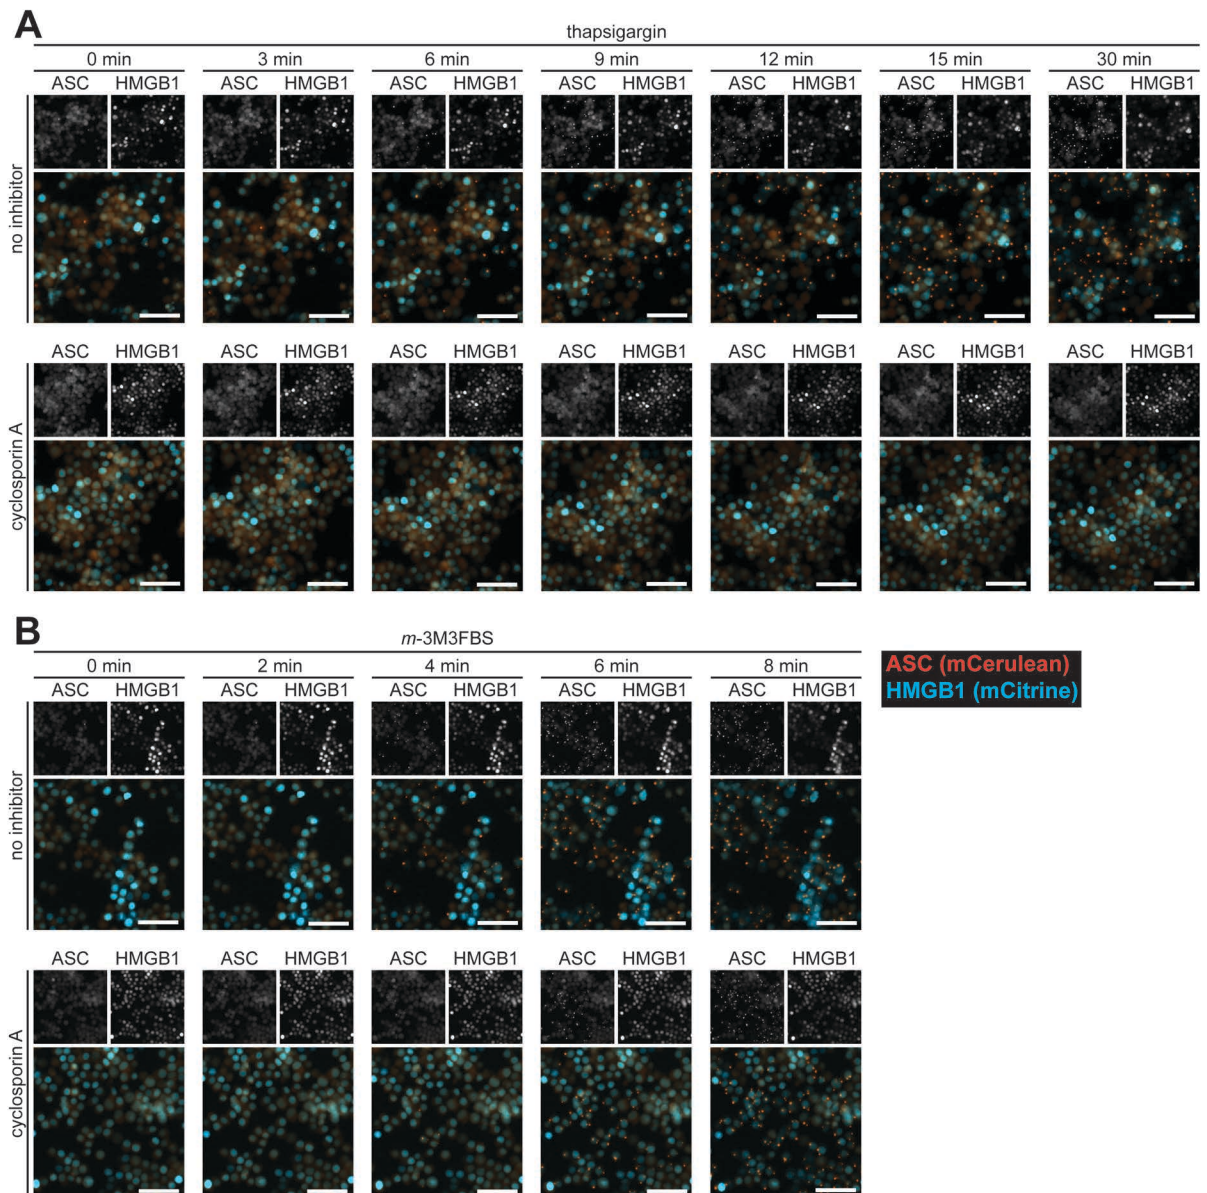 A
thapsigargin
0 min 3 min 6 min 9 min 12 min 15 min 30 min
ASC HMGB1 ASC HMGB1 ASC HMGB1 ASC HMGB1 ASC HMGB1 ASC HMGB1 ASC HMGB1
no inhibitor
ASC HMGB1 ASC HMGB1 ASC HMGB1 ASC HMGB1 ASC HMGB1 ASC HMGB1 ASC HMGB1
cyclosporin A
B
m-3M3FBS
0 min 2 min 4 min 6 min 8 min
ASC (mCerulean)
HMGB1 (mCitrine)
ASC HMGB1 ASC HMGB1 ASC HMGB1 ASC HMGB1 ASC HMGB1
no inhibitor
ASC HMGB1 ASC HMGB1 ASC HMGB1 ASC HMGB1 ASC HMGB1
cyclosporin A